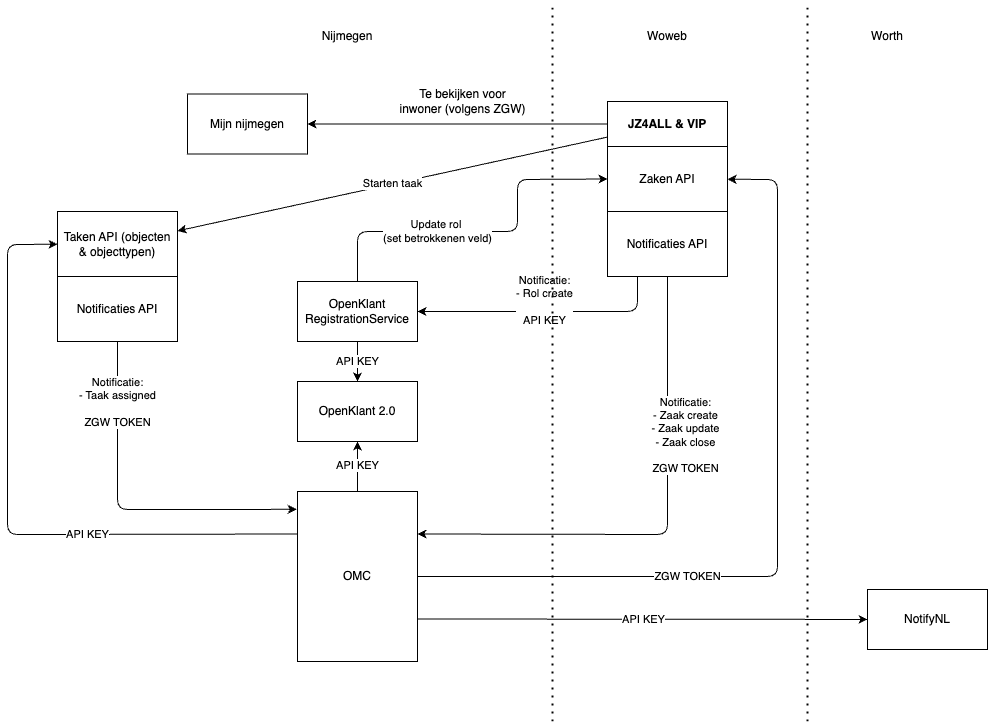 Nijmegen
Woweb
Worth
Te bekijken voor
inwoner (volgens ZGW)
Mijn nijmegen
JZ4ALL & VIP
Zaken API
Notificaties API
Starten taak
Update rol
(set betrokkenen veld)
Taken API (objecten
& objecttypen)
Notificaties API
Notificatie:
- Rol create
API KEY
OpenKlant
RegistrationService
API KEY
OpenKlant 2.0
API KEY
Notificatie:
- Taak assigned
ZGW TOKEN
Notificatie:
- Zaak create
- Zaak update
- Zaak close
ZGW TOKEN
API KEY
OMC
ZGW TOKEN
API KEY
NotifyNL